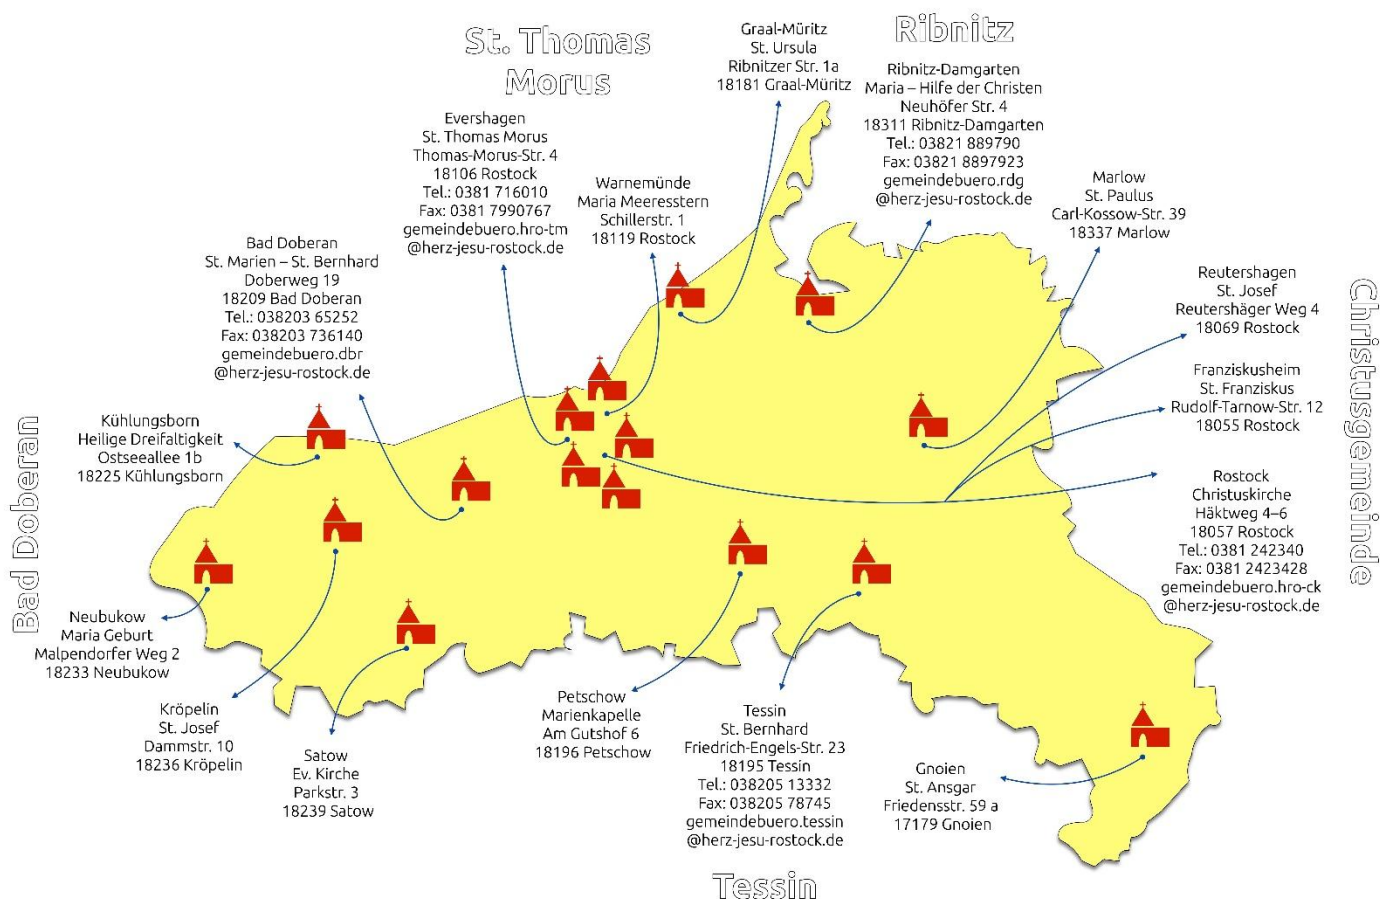 St. Thomas
Morus
Ribnitz
Graal-Müritz
St. Ursula
Ribnitzer Str. 1a
18181 Graal-Müritz
Ribnitz-Damgarten
Maria – Hilfe der Christen
Neuhöfer Str. 4
18311 Ribnitz-Damgarten
Tel.: 03821 889790
Fax: 03821 8897923
gemeindebuero.rdg
@herz-jesu-rostock.de
Evershagen
St. Thomas Morus
Thomas-Morus-Str. 4
18106 Rostock
Tel.: 0381 716010
Fax: 0381 7990767
gemeindebuero.hro-tm
@herz-jesu-rostock.de
Warnemünde
Maria Meeresstern
Schillerstr. 1
18119 Rostock
Marlow
St. Paulus
Carl-Kossow-Str. 39
18337 Marlow
Bad Doberan
St. Marien – St. Bernhard
Doberweg 19
18209 Bad Doberan
Tel.: 038203 65252
Fax: 038203 736140
gemeindebuero.dbr
@herz-jesu-rostock.de
Reutershagen
St. Josef
Reutershäger Weg 4
18069 Rostock
Christusgemeinde
Franziskusheim
St. Franziskus
Rudolf-Tarnow-Str. 12
18055 Rostock
Bad Doberan
Kühlungsborn
Heilige Dreifaltigkeit
Ostseeallee 1b
18225 Kühlungsborn
Rostock
Christuskirche
Häktweg 4–6
18057 Rostock
Tel.: 0381 242340
Fax: 0381 2423428
gemeindebuero.hro-ck
@herz-jesu-rostock.de
Neubukow
Maria Geburt
Malpendorfer Weg 2
18233 Neubukow
Kröpelin
St. Josef
Dammstr. 10
18236 Kröpelin
Satow
Ev. Kirche
Parkstr. 3
18239 Satow
Petschow
Marienkapelle
Am Gutshof 6
18196 Petschow
Tessin
St. Bernhard
Friedrich-Engels-Str. 23
18195 Tessin
Tel.: 038205 13332
Fax: 038205 78745
gemeindebuero.tessin
@herz-jesu-rostock.de
Gnoien
St. Ansgar
Friedensstr. 59 a
17179 Gnoien
Tessin